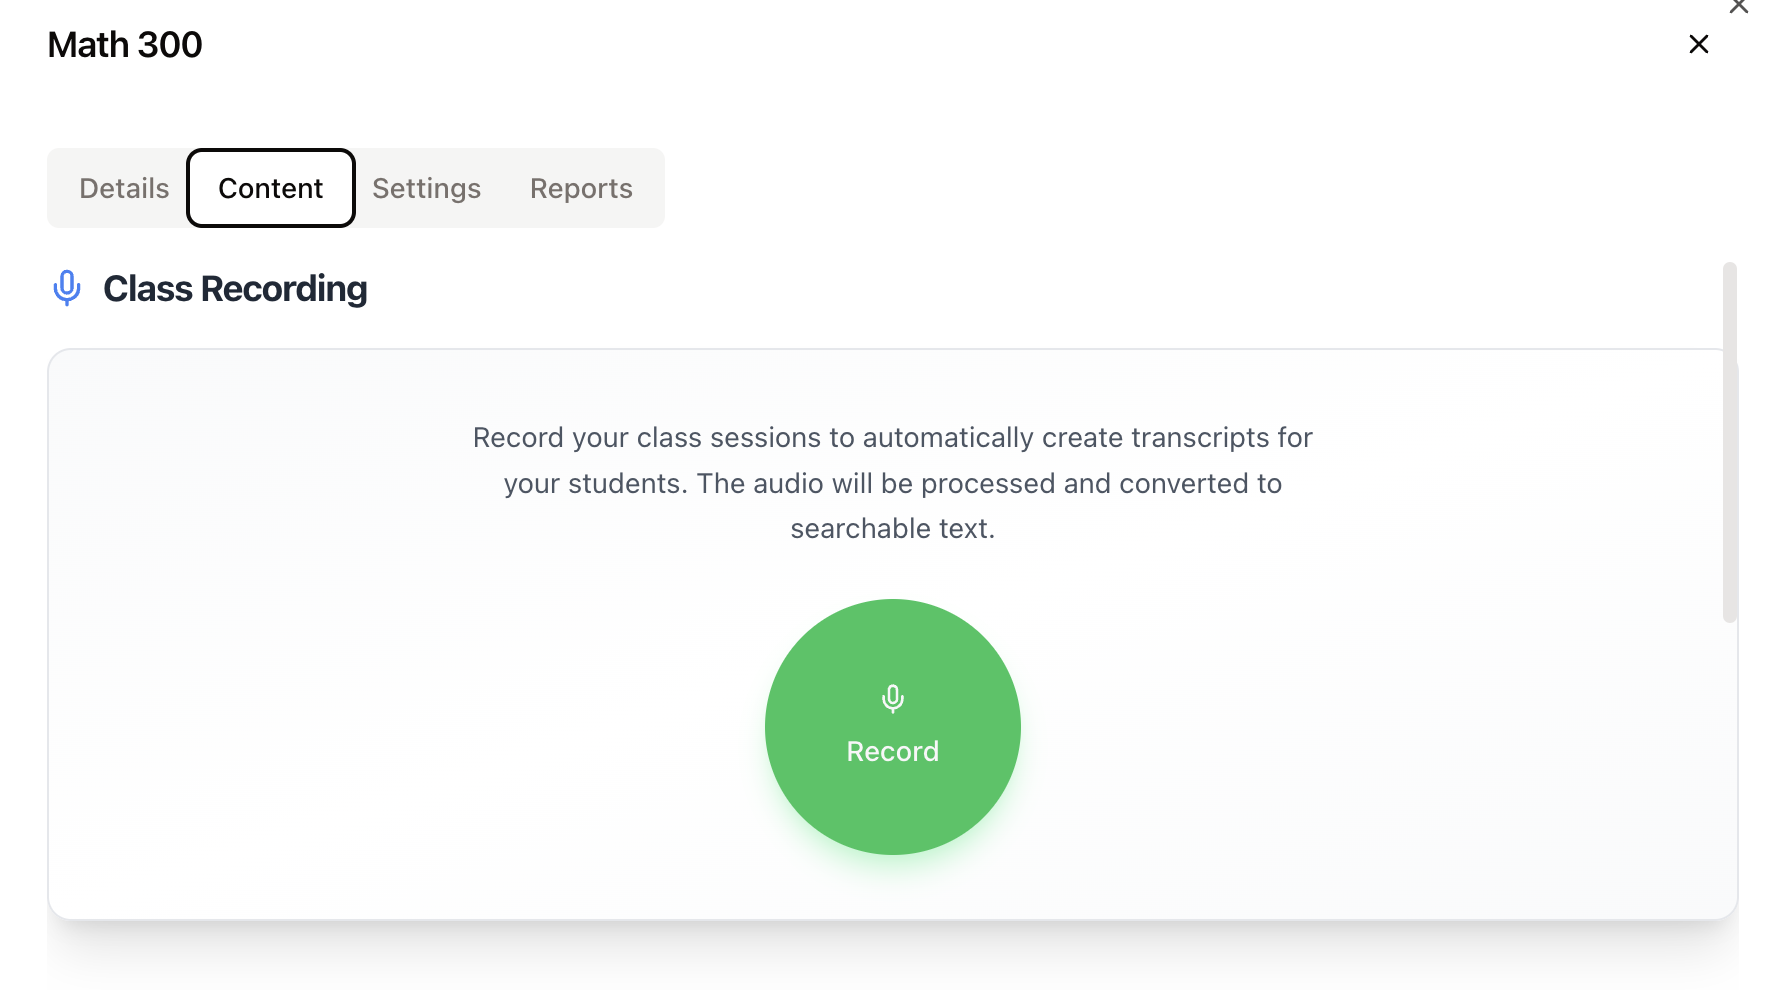 Math 300
Details Content Settings Reports
Class Recording
Record your class sessions to automatically create transcripts for
your students. The audio will be processed and converted to
searchable text.
Record